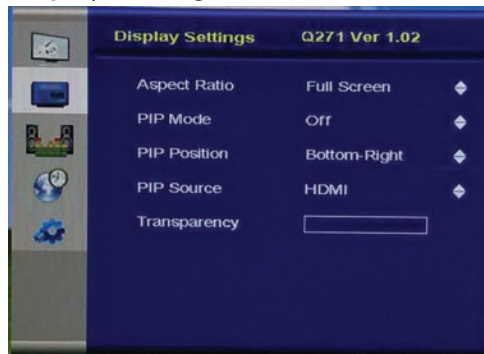 Display Settings Q271 Ver 1.02
Aspect Ratio Full Screen
PIP Mode Off
PIP Position Bottom-Right
PIP Source HDMI
Transparency